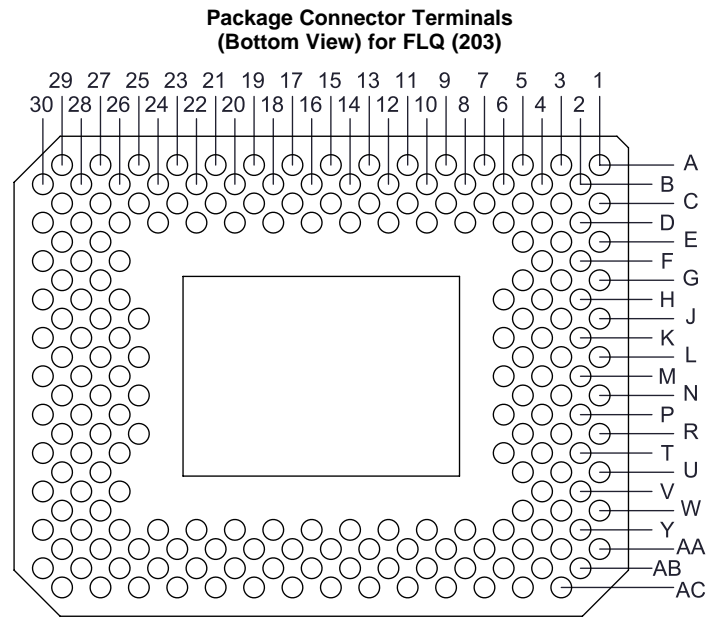 Package Connector Terminals
(Bottom View) for FLQ (203)
29 27 25 23 21 19 17 15 13 11 9 7 5 3 1
30 28 26 24 22 20 18 16 14 12 10 8 6 4 2
A
B
C
D
E
F
G
H
J
K
L
M
N
P
R
T
U
V
W
Y
AA
AB
AC